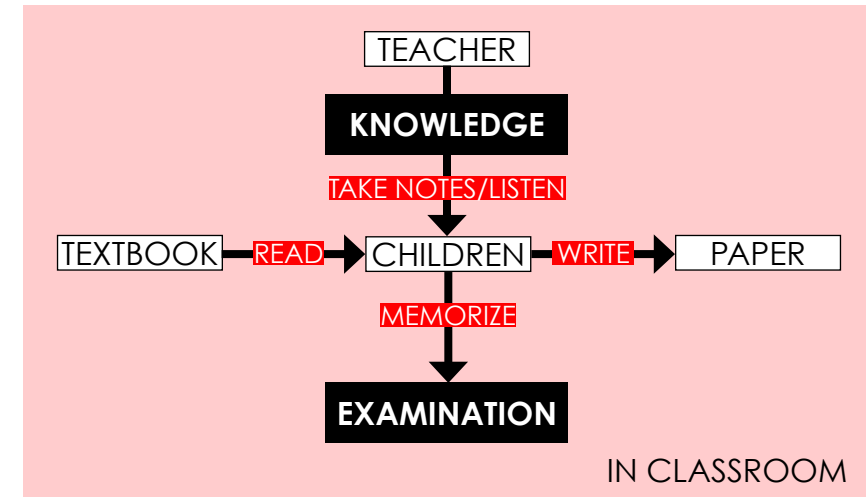 TEACHER
KNOWLEDGE
TAKE NOTES/LISTEN
TEXTBOOK READ CHILDREN WRITE PAPER
MEMORIZE
EXAMINATION
IN CLASSROOM